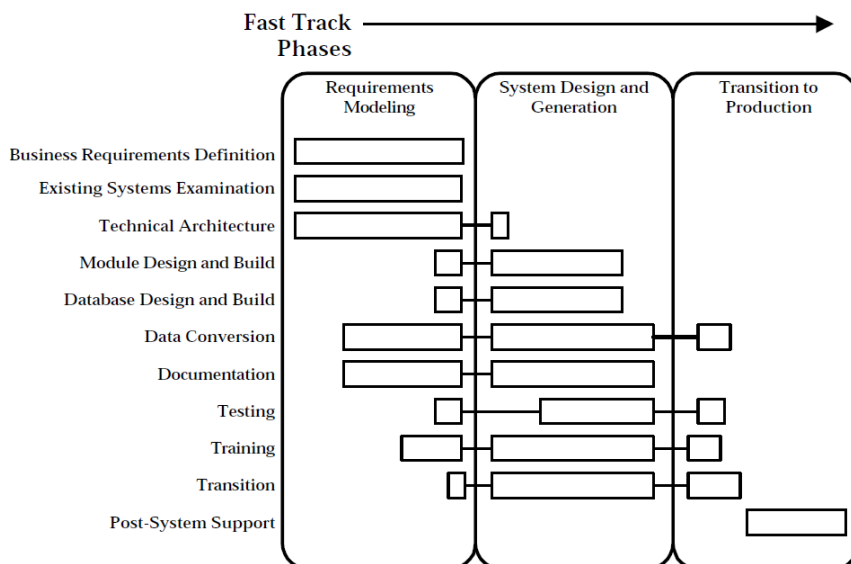 Fast Track
Phases
Requirements
Modeling
System Design and
Generation
Transition to
Production
Business Requirements Definition
Existing Systems Examination
Technical Architecture
Module Design and Build
Database Design and Build
Data Conversion
Documentation
Testing
Training
Transition
Post-System Support